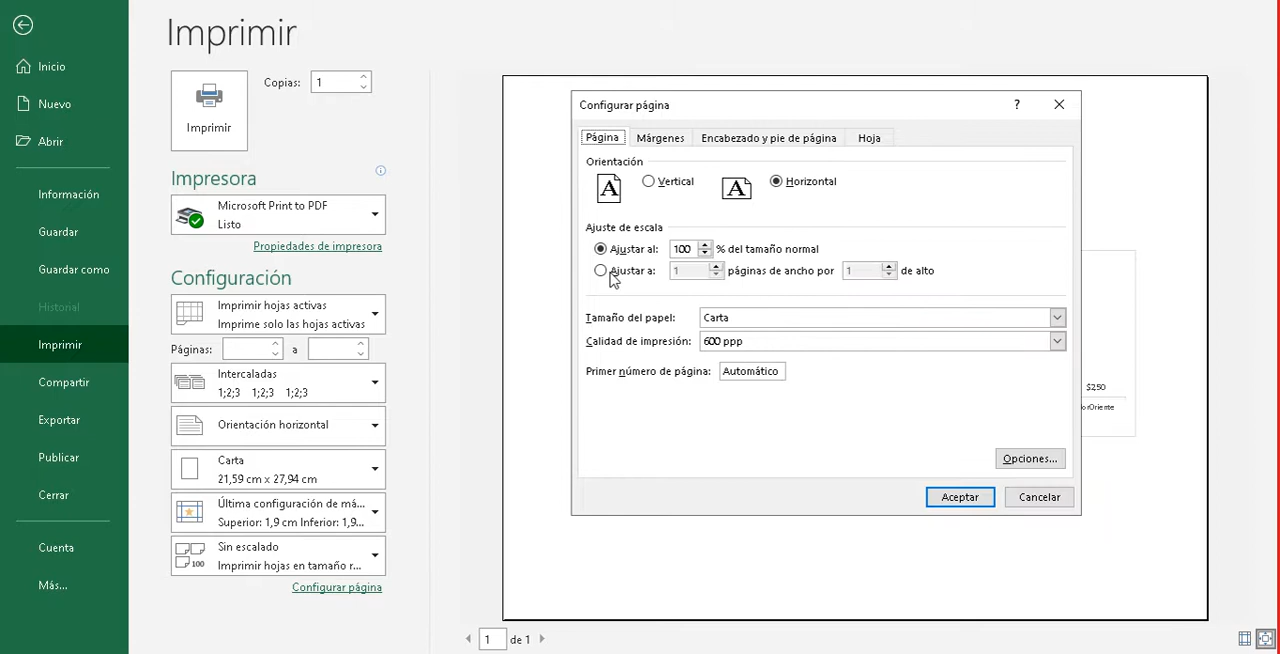 Imprimir
Inicio
Nuevo
Abrir
Información
Guardar
Guardar como
Historial
Imprimir
Compartir
Exportar
Publicar
Cerrar
Cuenta
Más...
Imprimir
Copias: 1
Impresora
Microsoft Print to PDF
Listo
Propiedades de impresora
Configuración
Imprimir hojas activas
Imprime solo las hojas activas
Páginas: a
Intercaladas
1;2;3 1;2;3 1;2;3
Orientación horizontal
Carta
21,59 cm x 27,94 cm
Última configuración de má...
Superior: 1,9 cm Inferior: 1,9...
Sin escalado
Imprimir hojas en tamaño r...
100
Configurar página
Configurar página ?
Página Márgenes Encabezado y pie de página Hoja
Orientación
A Vertical A Horizontal
Ajuste de escala
Ajustar al: 100 % del tamaño normal
Ajustar a: 1 páginas de ancho por 1 de alto
Tamaño del papel: Carta
Calidad de impresión: 600 ppp
Primer número de página: Automático
Opciones...
Aceptar Cancelar
$250
orOriente
1 de 1